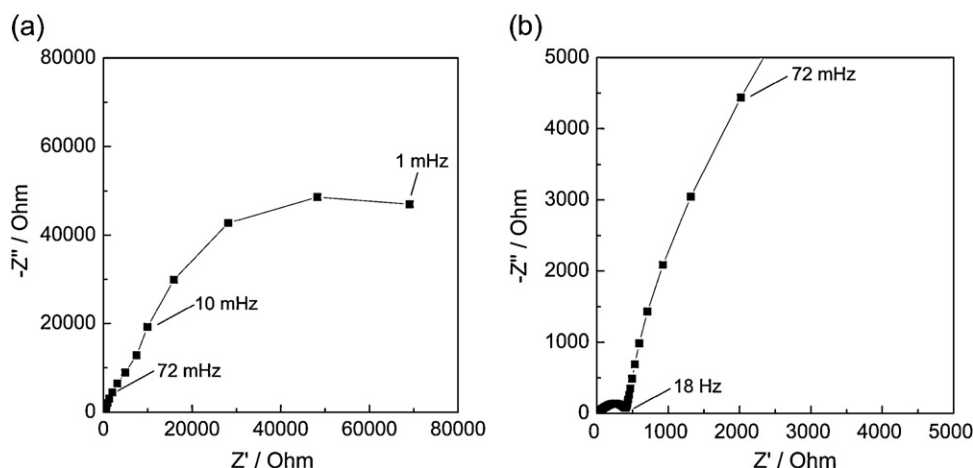 (a)
80000
60000
40000
20000
0
-Z'' / Ohm
1 mHz
10 mHz
72 mHz
0 20000 40000 60000 80000
Z' / Ohm
(b)
5000
4000
3000
2000
1000
0
-Z'' / Ohm
72 mHz
18 Hz
0 1000 2000 3000 4000 5000
Z' / Ohm